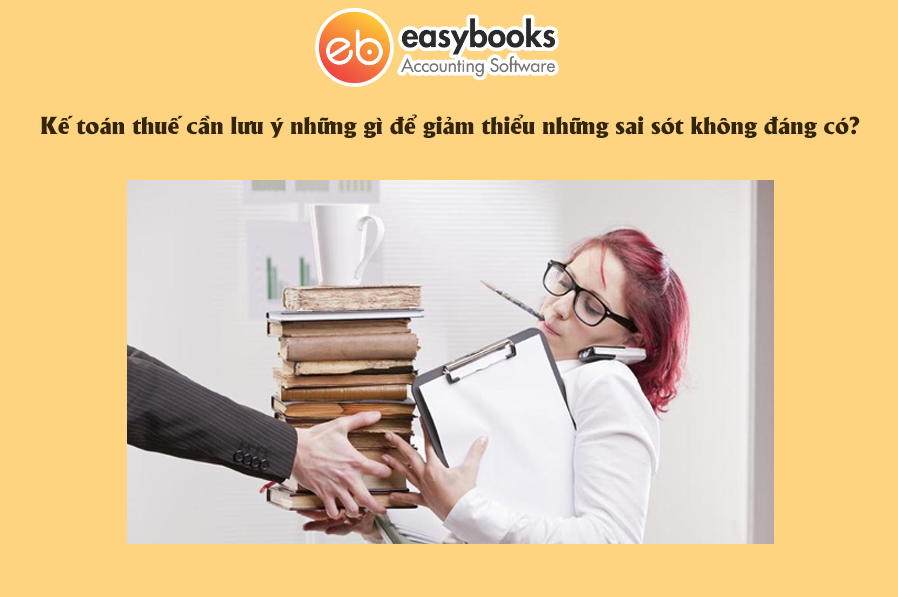 eb
easybooks
Accounting Software
Kế toán thuế cần lưu ý những gì để giảm thiểu những sai sót không đáng có?